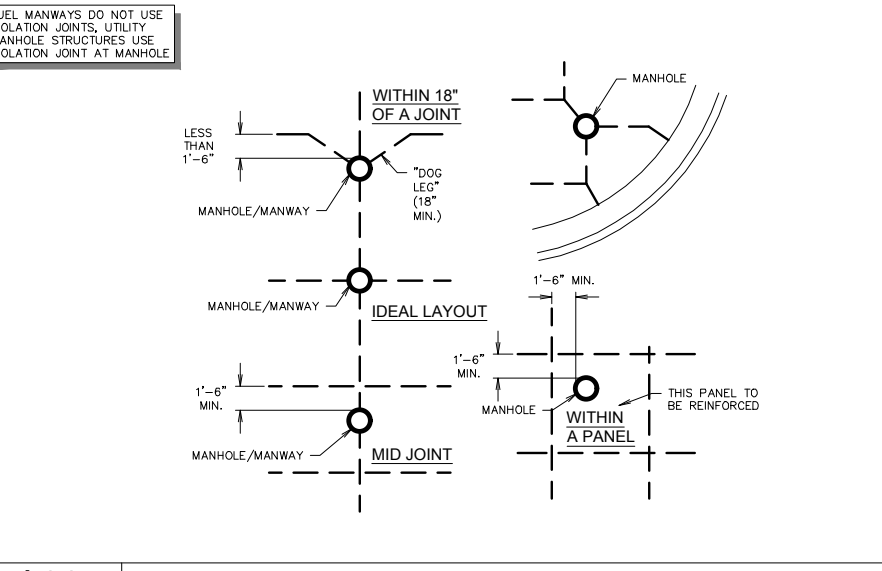 UEL MANWAYS DO NOT USE
OLATION JOINTS, UTILITY
ANHOLE STRUCTURES USE
OLATION JOINT AT MANHOLE
WITHIN 18"
OF A JOINT
LESS
THAN
1'-6"
"DOG
LEG"
(18"
MIN.)
MANHOLE/MANWAY
MANHOLE
MANHOLE/MANWAY
IDEAL LAYOUT
1'-6" MIN.
1'-6"
MIN.
MANHOLE/MANWAY
MID JOINT
1'-6"
MIN.
MANHOLE
WITHIN
A PANEL
THIS PANEL TO
BE REINFORCED